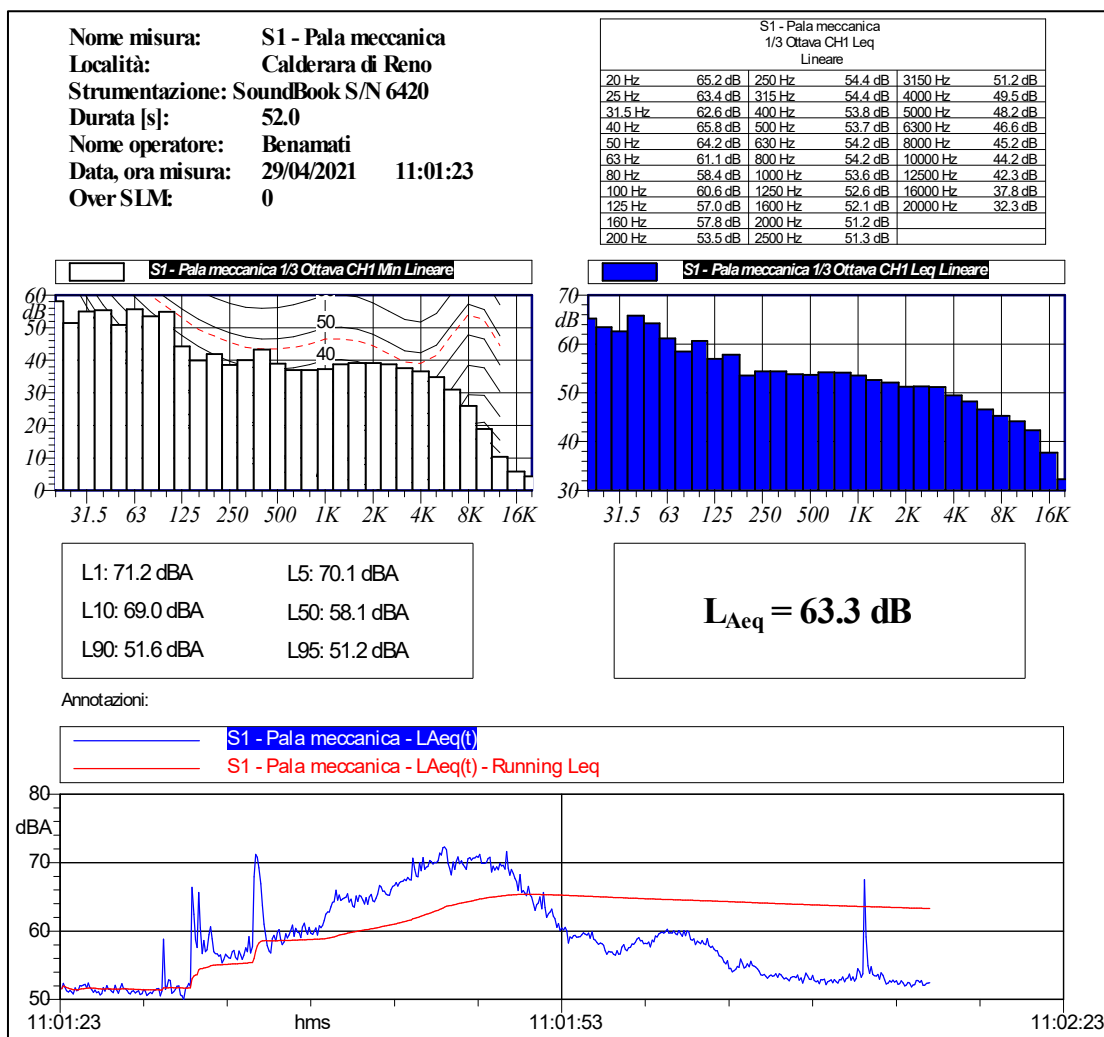 Nome misura: S1 - Pala meccanica
Località: Calderara di Reno
Strumentazione: SoundBook S/N 6420
Durata [s]: 52.0
Nome operatore: Benamati
Data, ora misura: 29/04/2021 11:01:23
Over SLM: 0
S1 - Pala meccanica
1/3 Ottava CH1 Leq
Lineare
20 Hz 65.2 dB 250 Hz 54.4 dB 3150 Hz 51.2 dB
25 Hz 63.4 dB 315 Hz 54.4 dB 4000 Hz 49.5 dB
31.5 Hz 62.6 dB 400 Hz 53.8 dB 5000 Hz 48.2 dB
40 Hz 65.8 dB 500 Hz 53.7 dB 6300 Hz 46.6 dB
50 Hz 64.2 dB 630 Hz 54.2 dB 8000 Hz 45.2 dB
63 Hz 61.1 dB 800 Hz 54.2 dB 10000 Hz 44.2 dB
80 Hz 58.4 dB 1000 Hz 53.6 dB 12500 Hz 42.3 dB
100 Hz 60.6 dB 1250 Hz 52.6 dB 16000 Hz 37.8 dB
125 Hz 57.0 dB 1600 Hz 52.1 dB 20000 Hz 32.3 dB
160 Hz 57.8 dB 2000 Hz 51.2 dB
200 Hz 53.5 dB 2500 Hz 51.3 dB
S1 - Pala meccanica 1/3 Ottava CH1 Min Lineare
60
dB
50
40
30
20
10
0
50
40
31.5 63 125 250 500 1K 2K 4K 8K 16K
S1 - Pala meccanica 1/3 Ottava CH1 Leq Lineare
70
dB
60
50
40
30
31.5 63 125 250 500 1K 2K 4K 8K 16K
L1: 71.2 dBA L5: 70.1 dBA
L10: 69.0 dBA L50: 58.1 dBA
L90: 51.6 dBA L95: 51.2 dBA
LAeq = 63.3 dB
Annotazioni:
S1 - Pala meccanica - LAeq(t)
S1 - Pala meccanica - LAeq(t) - Running Leq
80
dBA
70
60
50
11:01:23 hms 11:01:53 11:02:23